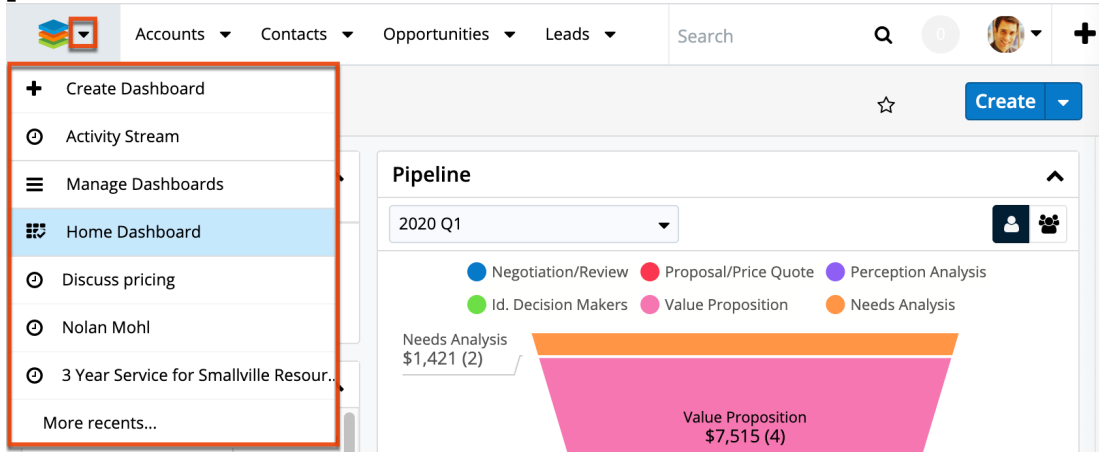 Accounts Contacts Opportunities Leads Search 0
Create Dashboard
Activity Stream
Manage Dashboards
Home Dashboard
Discuss pricing
Nolan Mohl
3 Year Service for Smallville Resour..
More recents...
Create
Pipeline
2020 Q1
Negotiation/Review Proposal/Price Quote Perception Analysis
Id. Decision Makers Value Proposition Needs Analysis
Needs Analysis
$1,421 (2)
Value Proposition
$7,515 (4)